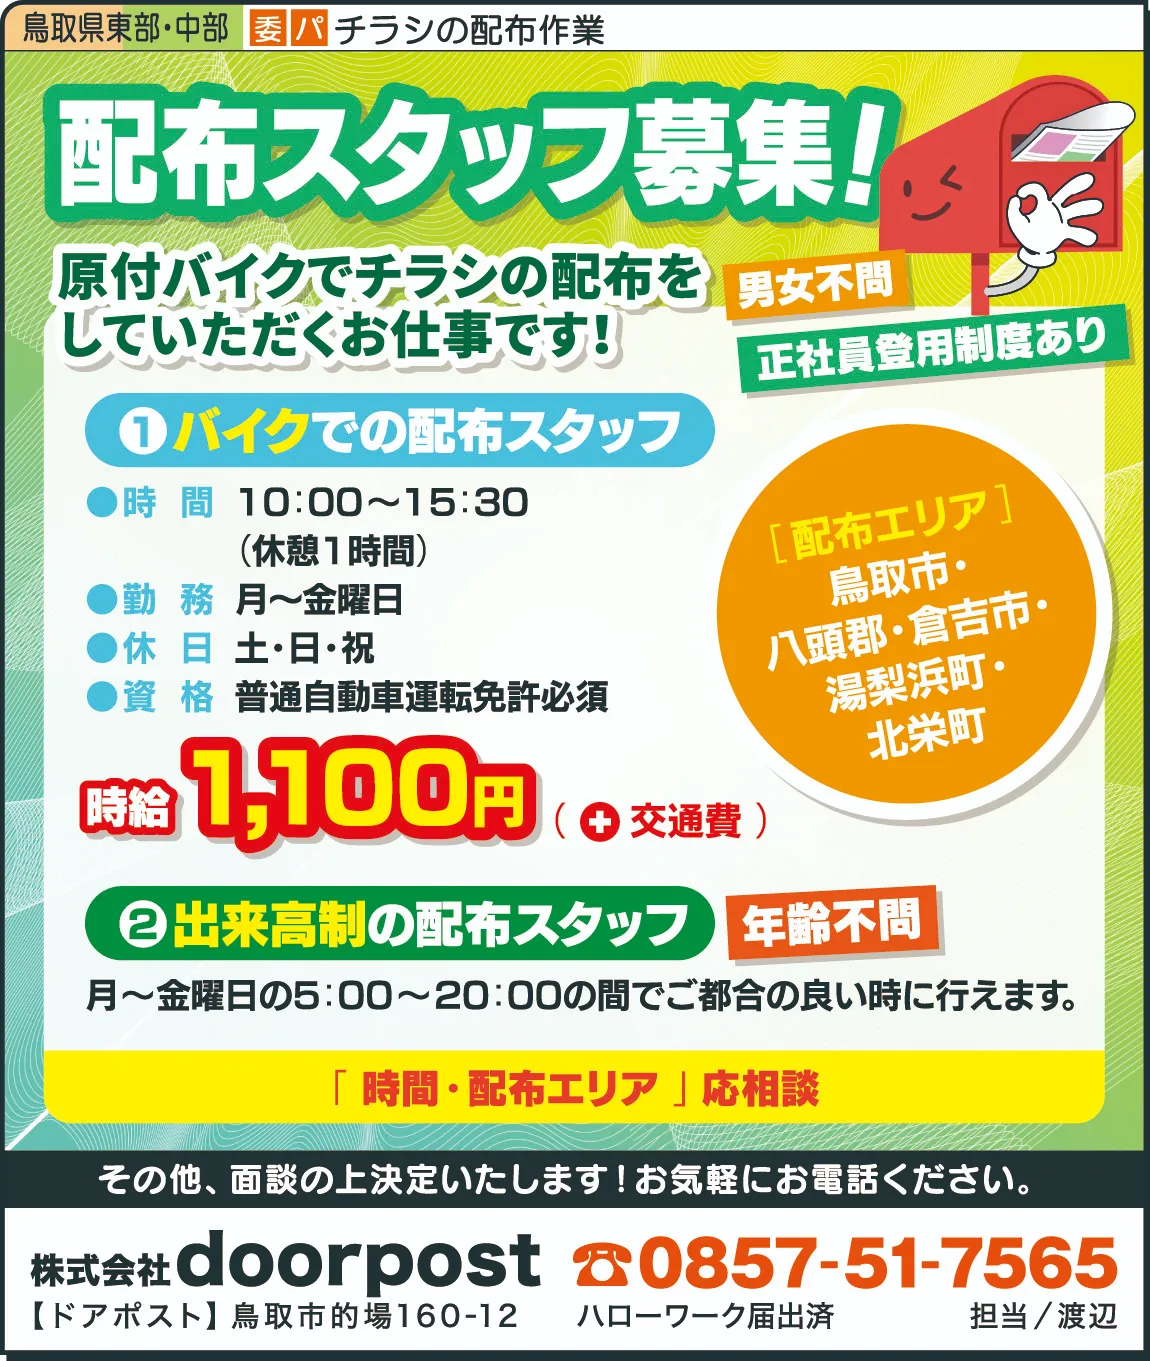 鳥取県東部・中部 委 パ チラシの配布作業
配布スタッフ募集!
原付バイクでチラシの配布を
していただくお仕事です!
男女不問
正社員登用制度あり
❶バイクでの配布スタッフ
●時間 10:00〜15:30
(休憩1時間)
●勤務 月〜金曜日
●休日 土・日・祝
●資格 普通自動車運転免許必須
時給1,100円(+交通費)
[配布エリア]
鳥取市・
八頭郡・倉吉市・
湯梨浜町・
北栄町
❷出来高制の配布スタッフ
年齢不問
月〜金曜日の5:00〜20:00の間でご都合の良い時に行えます。
「時間・配布エリア」応相談
その他、面談の上決定いたします!お気軽にお電話ください。
株式会社doorpost
☎0857-51-7565
【ドアポスト】鳥取市的場160-12
ハローワーク届出済
担当/渡辺